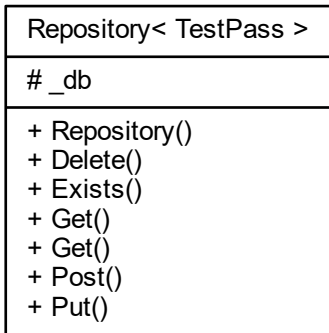 Repository< TestPass >
# _db
+ Repository()
+ Delete()
+ Exists()
+ Get()
+ Get()
+ Post()
+ Put()